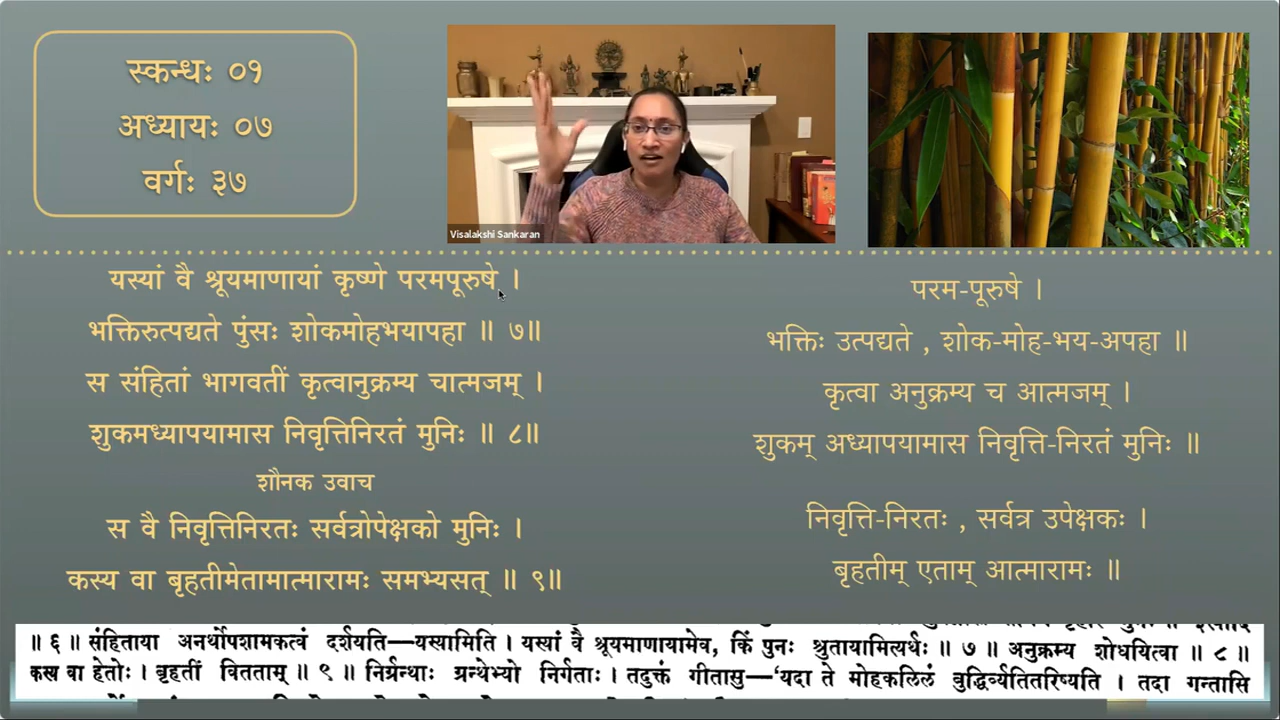 स्कन्धः ०१
अध्यायः ०७
वर्गः ३७
Visalakshi Sankaran
यस्यां वै श्रूयमाणायां कृष्णे परमपूरुषे ।
भक्तिरुत्पद्यते पुंसः शोकमोहभयापहा ॥ ७॥
स संहितां भागवतीं कृत्वानुक्रम्य चात्मजम् ।
शुकमध्यापयामास निवृत्तिनिरतं मुनिः ॥ ८॥
शौनक उवाच
स वै निवृत्तिनिरतः सर्वत्रोपेक्षको मुनिः ।
कस्य वा बृहतीमेतामात्मारामः समभ्यसत् ॥ ९॥
परम-पूरुषे ।
भक्तिः उत्पद्यते , शोक-मोह-भय-अपहा ॥
कृत्वा अनुक्रम्य च आत्मजम् ।
शुकम् अध्यापयामास निवृत्ति-निरतं मुनिः ॥
निवृत्ति-निरतः , सर्वत्र उपेक्षकः ।
बृहतीम् एताम् आत्मारामः ॥
॥ ६ ॥ संहिताया अनर्थोपशामकत्वं दर्शयति—यस्यामिति । यस्यां वै श्रूयमाणायामेव, किं पुनः श्रुतायामित्यर्थः ॥ ७ ॥ अनुक्रम्य शोधयित्वा ॥ ८ ॥
कस्य वा हेतोः । बृहतीं वितताम् ॥ ९ ॥ निर्ग्रन्थाः ग्रन्थेभ्यो निर्गताः । तदुक्तं गीतासु—'यदा ते मोहकलिलं बुद्धिर्व्यतितरिष्यति । तदा गन्तासि